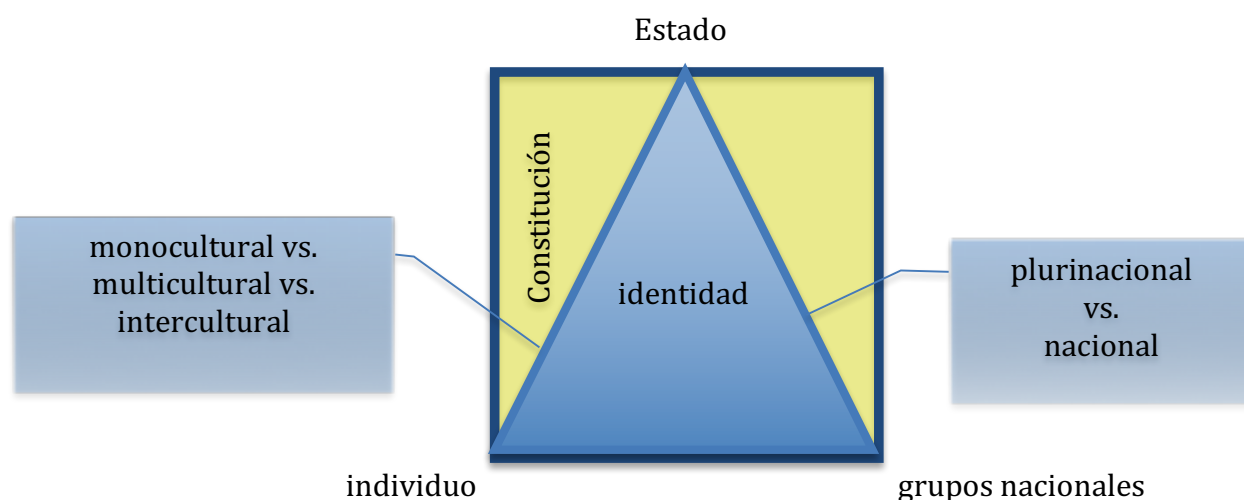 Estado
Constitución
monocultural vs.
multicultural vs.
intercultural
identidad
plurinacional
vs.
nacional
individuo
grupos nacionales